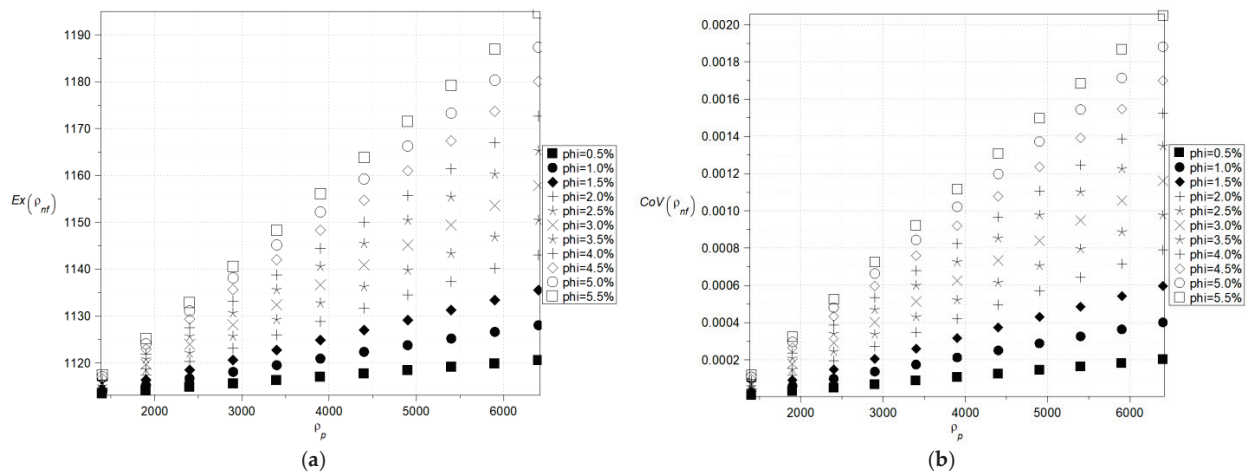 1190
1180
1170
1160
Ex(ρnf)
1150
1140
1130
1120
2000 3000 4000 5000 6000
ρp
phi=0.5%
phi=1.0%
phi=1.5%
phi=2.0%
phi=2.5%
phi=3.0%
phi=3.5%
phi=4.0%
phi=4.5%
phi=5.0%
phi=5.5%
(a)
0.0020
0.0018
0.0016
0.0014
0.0012
CoV(ρnf)
0.0010
0.0008
0.0006
0.0004
0.0002
2000 3000 4000 5000 6000
ρp
phi=0.5%
phi=1.0%
phi=1.5%
phi=2.0%
phi=2.5%
phi=3.0%
phi=3.5%
phi=4.0%
phi=4.5%
phi=5.0%
phi=5.5%
(b)